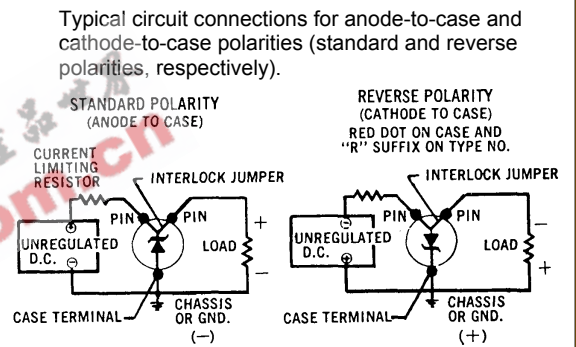 Typical circuit connections for anode-to-case and
cathode-to-case polarities (standard and reverse
polarities, respectively).
STANDARD POLARITY
(ANODE TO CASE)
CURRENT
LIMITING
RESISTOR
INTERLOCK JUMPER
PIN
PIN
+
UNREGULATED
D.C.
+
-
LOAD
-
CASE TERMINAL
CHASSIS
OR GND.
(-)
REVERSE POLARITY
(CATHODE TO CASE)
RED DOT ON CASE AND
"R" SUFFIX ON TYPE NO.
INTERLOCK JUMPER
PIN
PIN
-
UNREGULATED
D.C.
-
+
LOAD
+
CASE TERMINAL
CHASSIS
OR GND.
(+)
om.cn